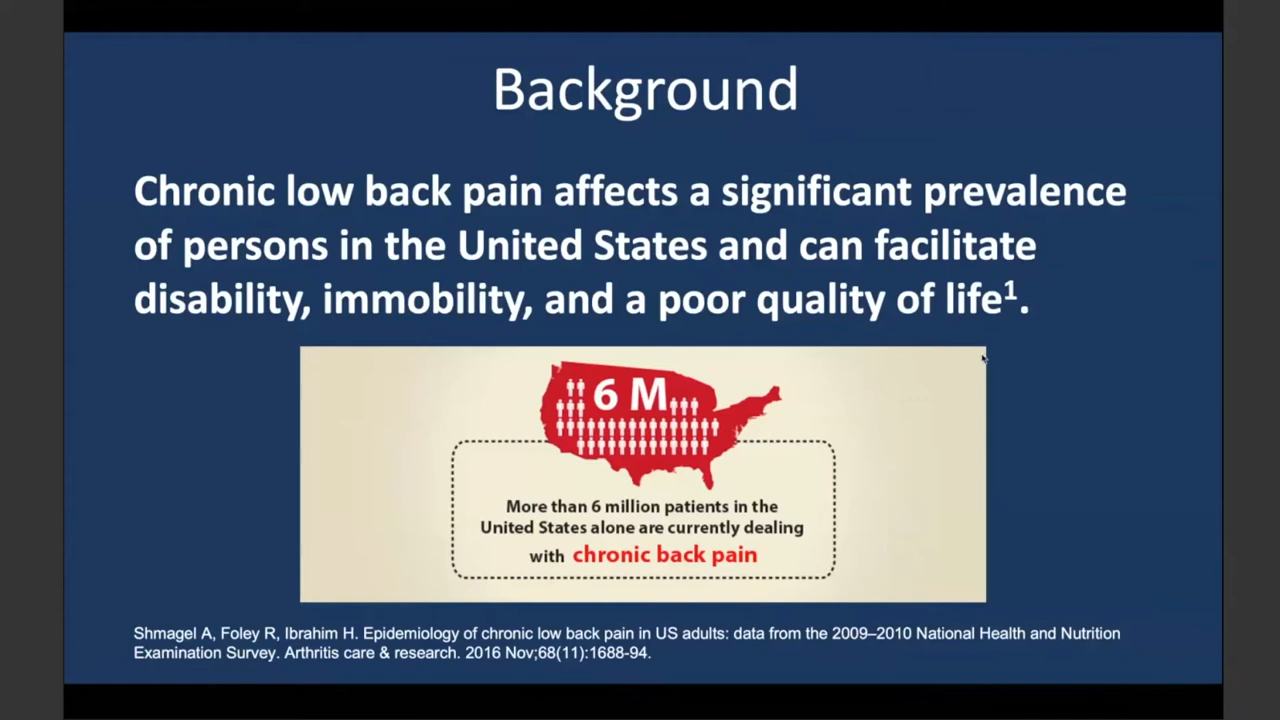 Background
Chronic low back pain affects a significant prevalence
of persons in the United States and can facilitate
disability, immobility, and a poor quality of life¹.
6 M
More than 6 million patients in the
United States alone are currently dealing
with chronic back pain
Shmagel A, Foley R, Ibrahim H. Epidemiology of chronic low back pain in US adults: data from the 2009–2010 National Health and Nutrition
Examination Survey. Arthritis care & research. 2016 Nov;68(11):1688-94.